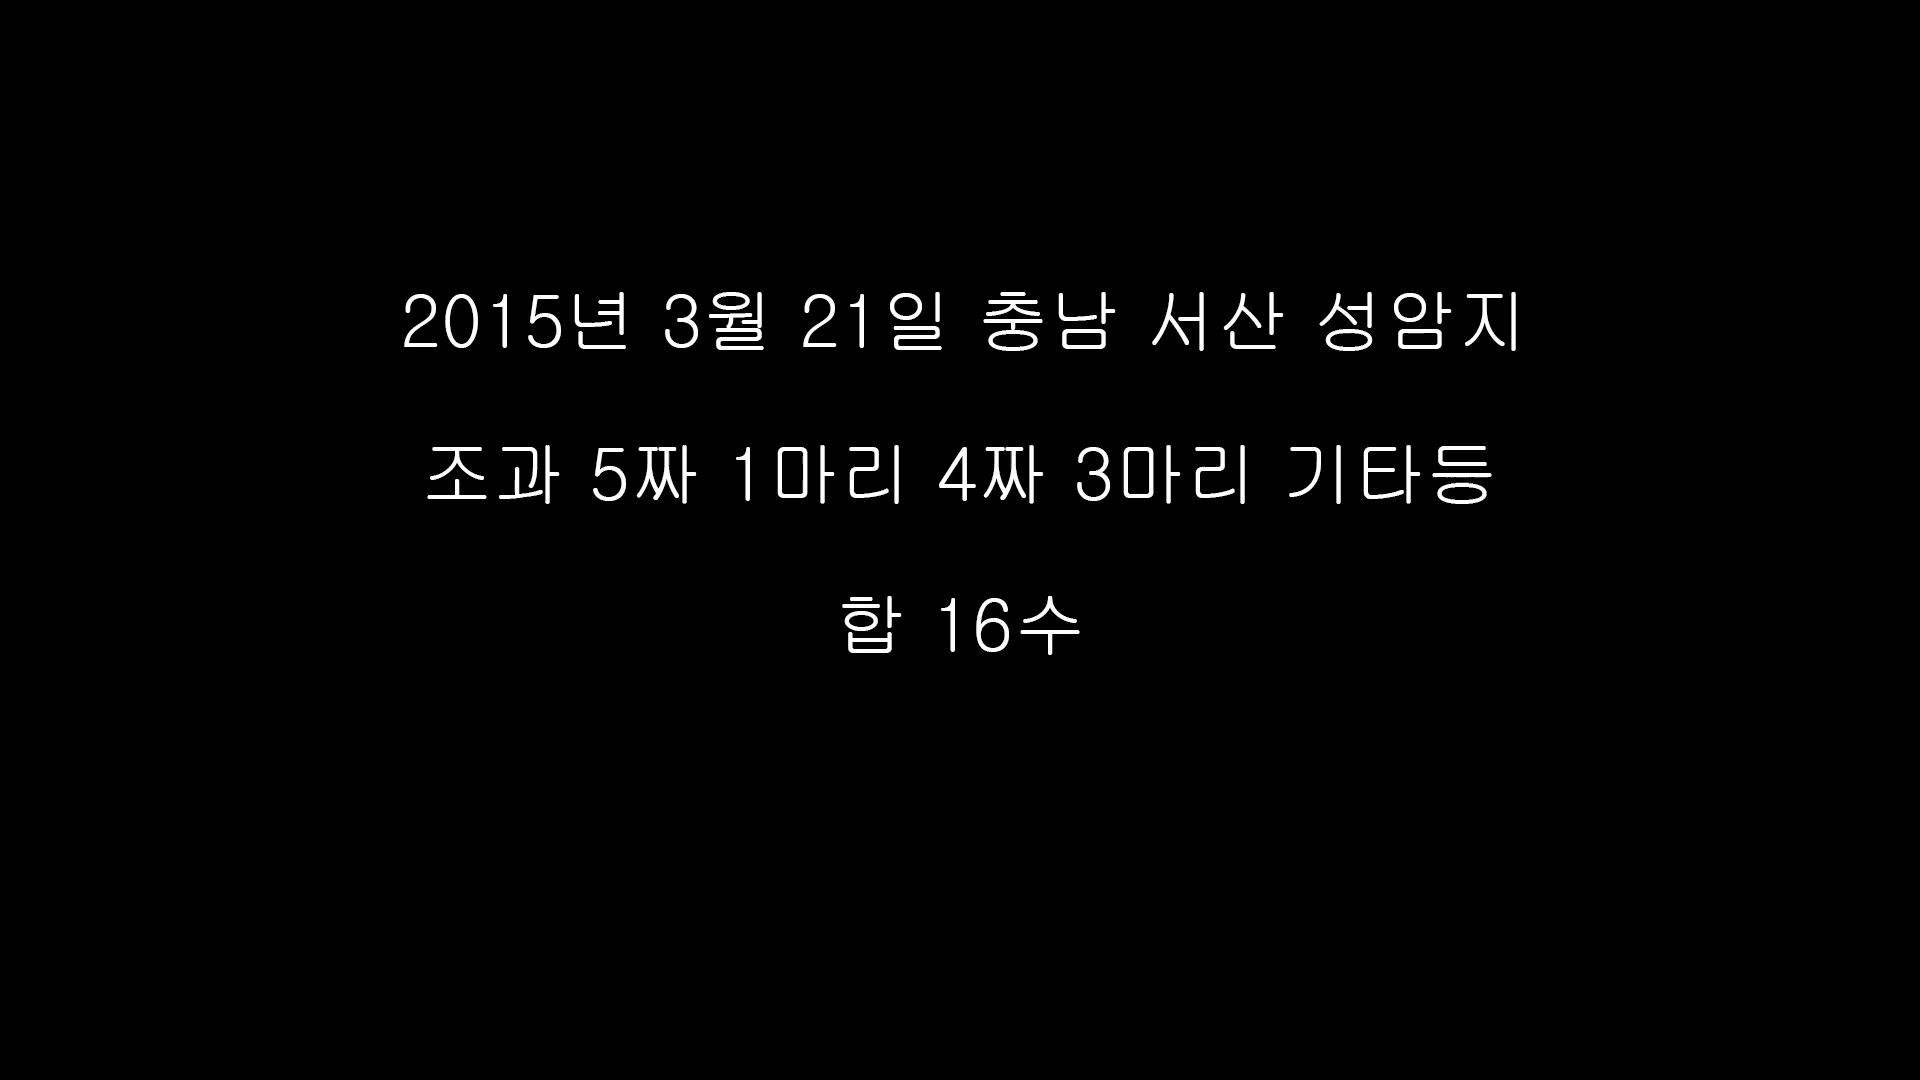 2015년 3월 21일 충남 서산 성암지
조과 5짜 1마리 4짜 3마리 기타등
합 16수